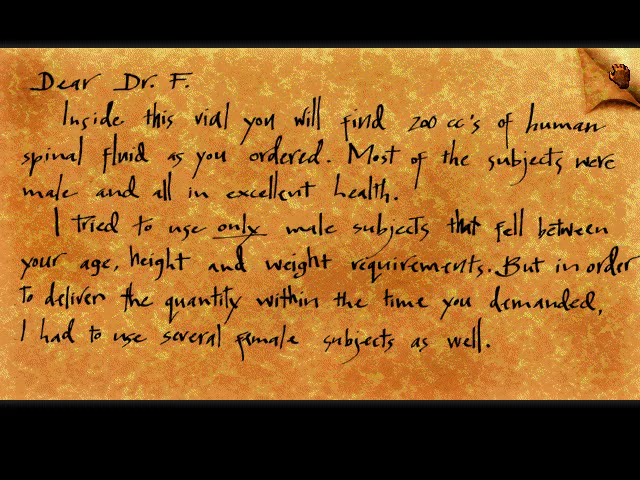 Dear Dr. F.
Inside this vial you will find 200 cc's of human
spinal fluid as you ordered. Most of the subjects were
male and all in excellent health.
I tried to use only male subjects that fell between
your age, height and weight requirements. But in order
to deliver the quantity within the time you demanded,
I had to use several female subjects as well.